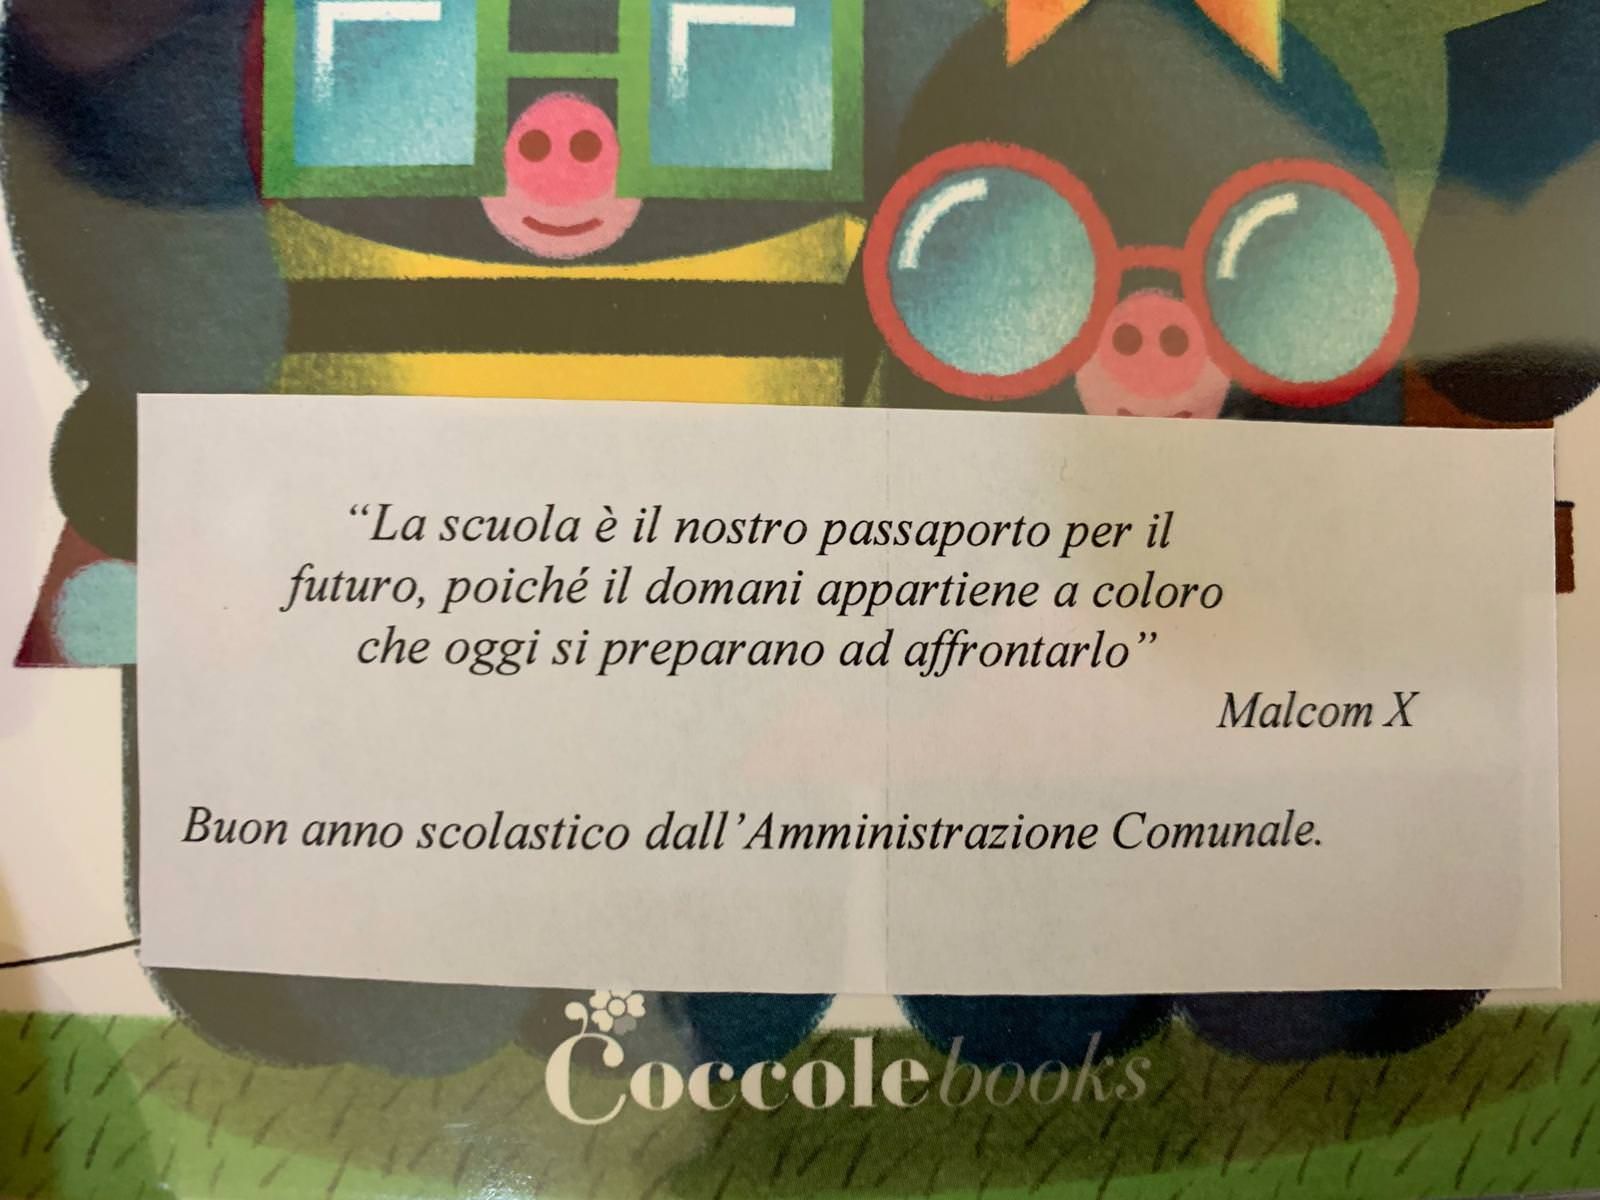 “La scuola è il nostro passaporto per il
futuro, poiché il domani appartiene a coloro
che oggi si preparano ad affrontarlo”
Malcom X
Buon anno scolastico dall’Amministrazione Comunale.
Coccolebooks